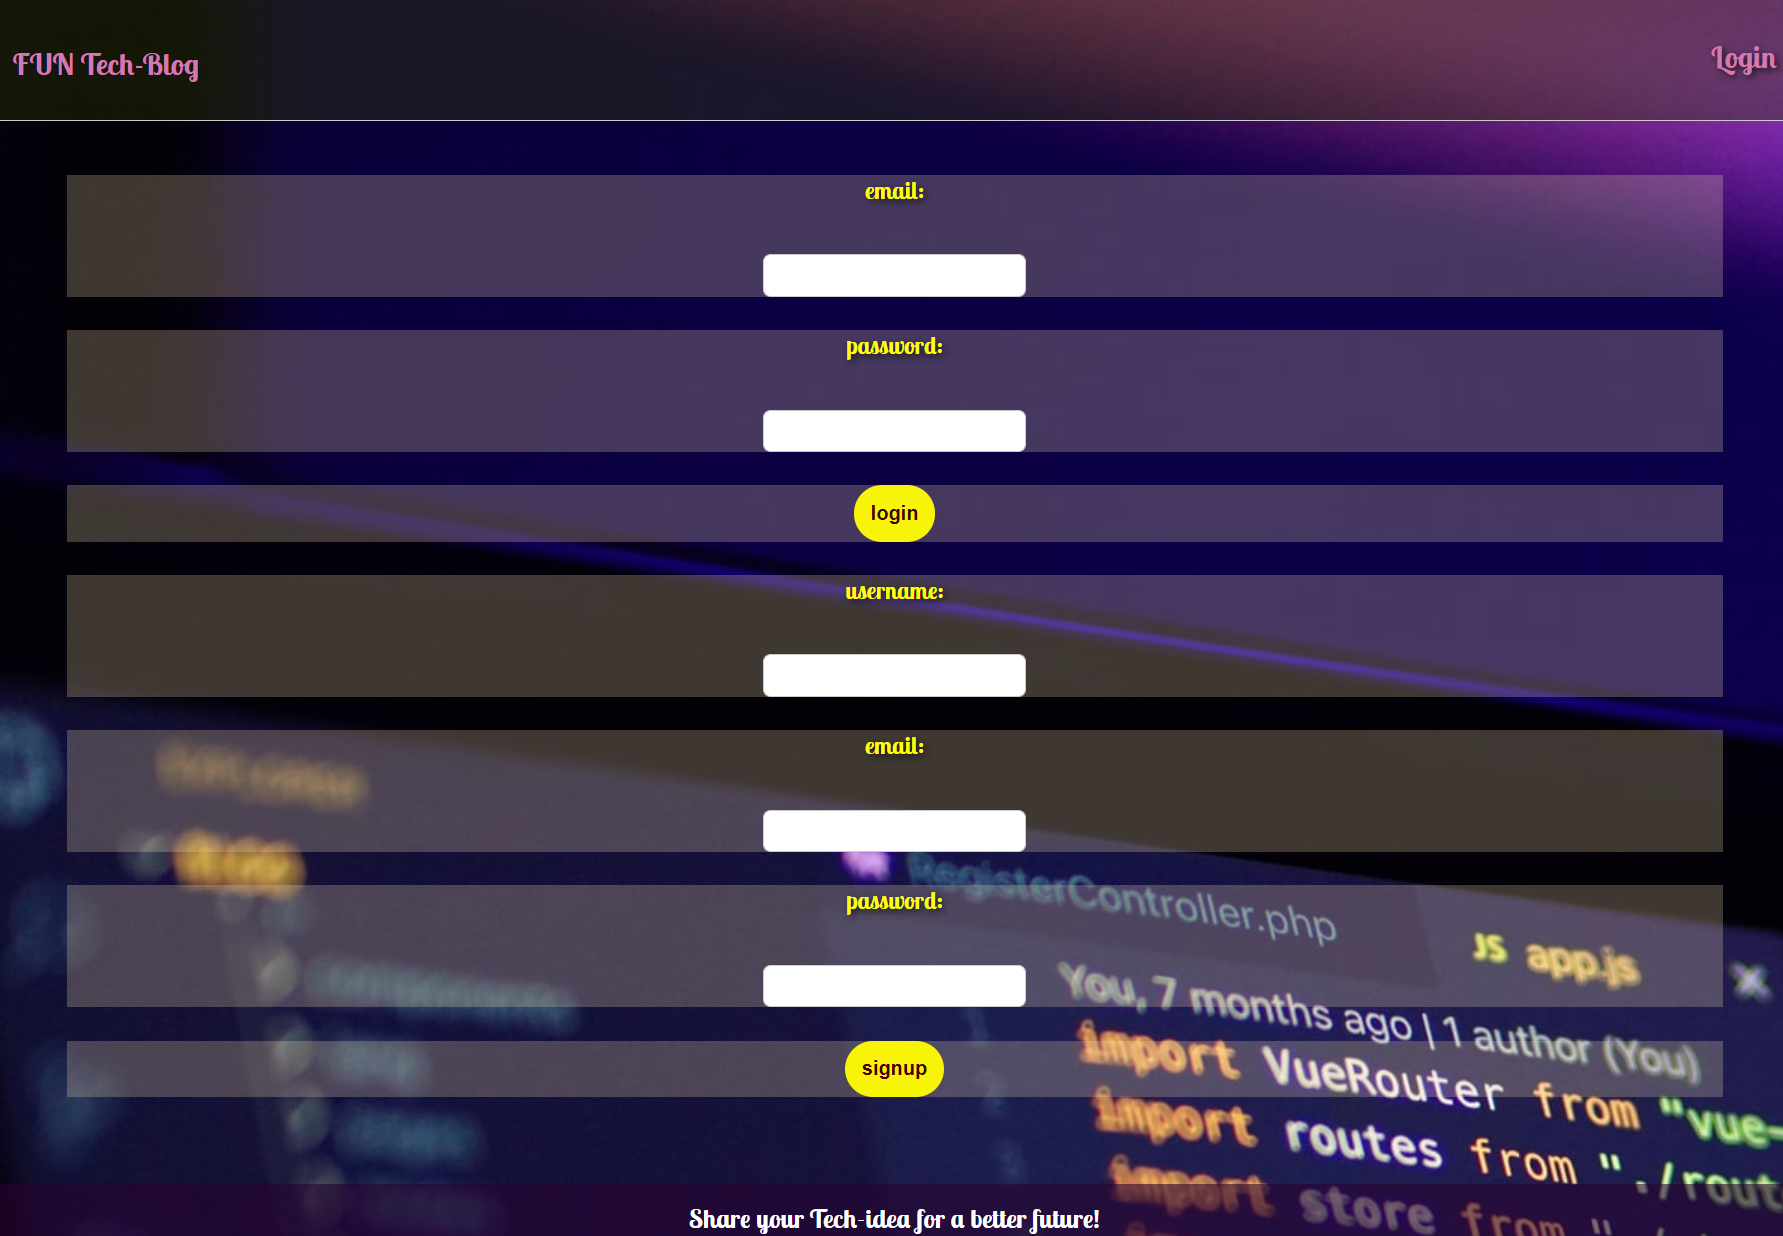 FUN Tech-Blog
Login
email:
password:
login
username:
email:
password:
signup
RegisterController.php
JS app.js
You, 7 months ago | 1 author (You)
import VueRouter from "vue-
import routes from "./rout
import store from "./
Share your Tech-idea for a better future!